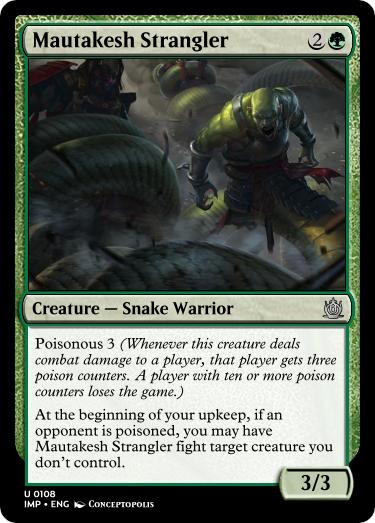 Mautakesh Strangler 2
Creature — Snake Warrior
Poisonous 3 (Whenever this creature deals
combat damage to a player, that player gets three
poison counters. A player with ten or more poison
counters loses the game.)
At the beginning of your upkeep, if an
opponent is poisoned, you may have
Mautakesh Strangler fight target creature you
don't control.
3/3
U 0108
IMP • ENG Conceptopolis